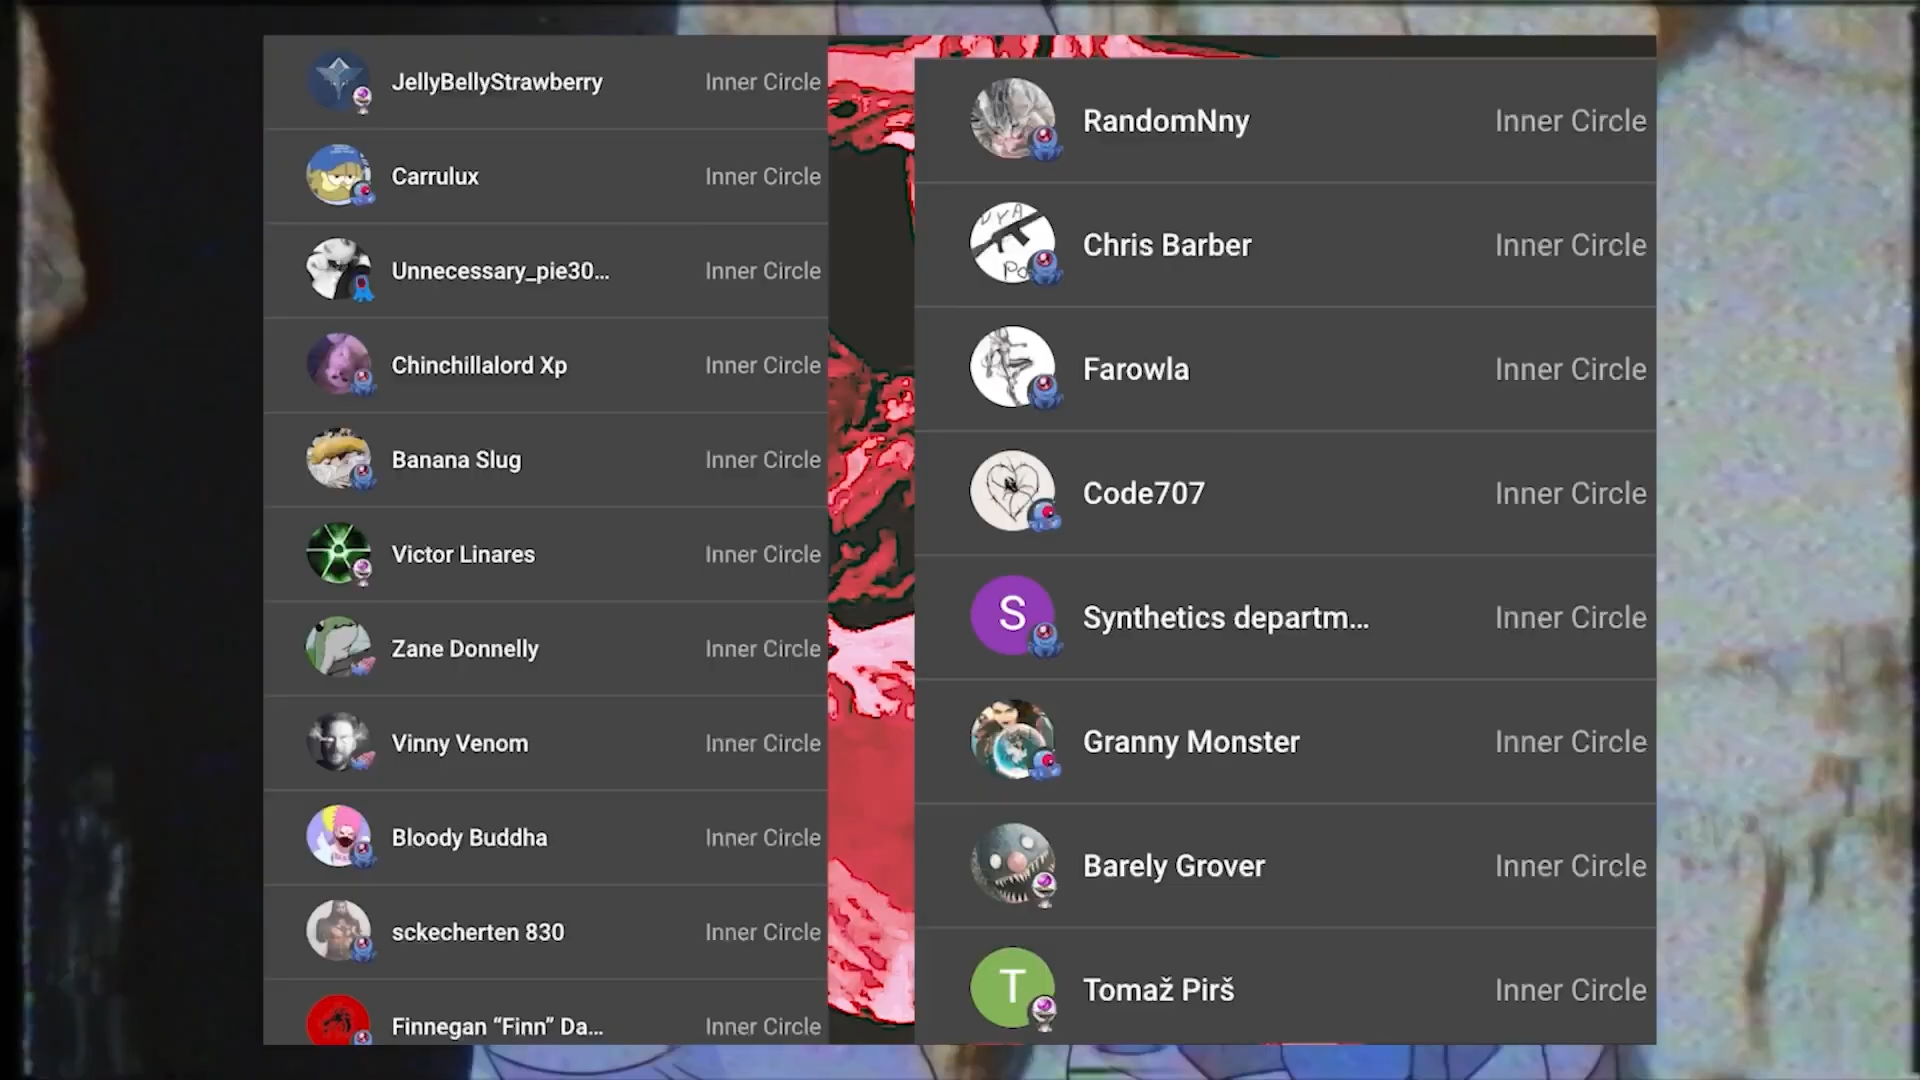 JellyBellyStrawberry Inner Circle
Carrulux Inner Circle
Unnecessary_pie30... Inner Circle
Chinchillalord Xp Inner Circle
Banana Slug Inner Circle
Victor Linares Inner Circle
Zane Donnelly Inner Circle
Vinny Venom Inner Circle
Bloody Buddha Inner Circle
sckecherten 830 Inner Circle
Finnegan “Finn” Da... Inner Circle
RandomNny Inner Circle
Chris Barber Inner Circle
Farowla Inner Circle
Code707 Inner Circle
S
Synthetics departm... Inner Circle
Granny Monster Inner Circle
Barely Grover Inner Circle
T
Tomaž Pirš Inner Circle